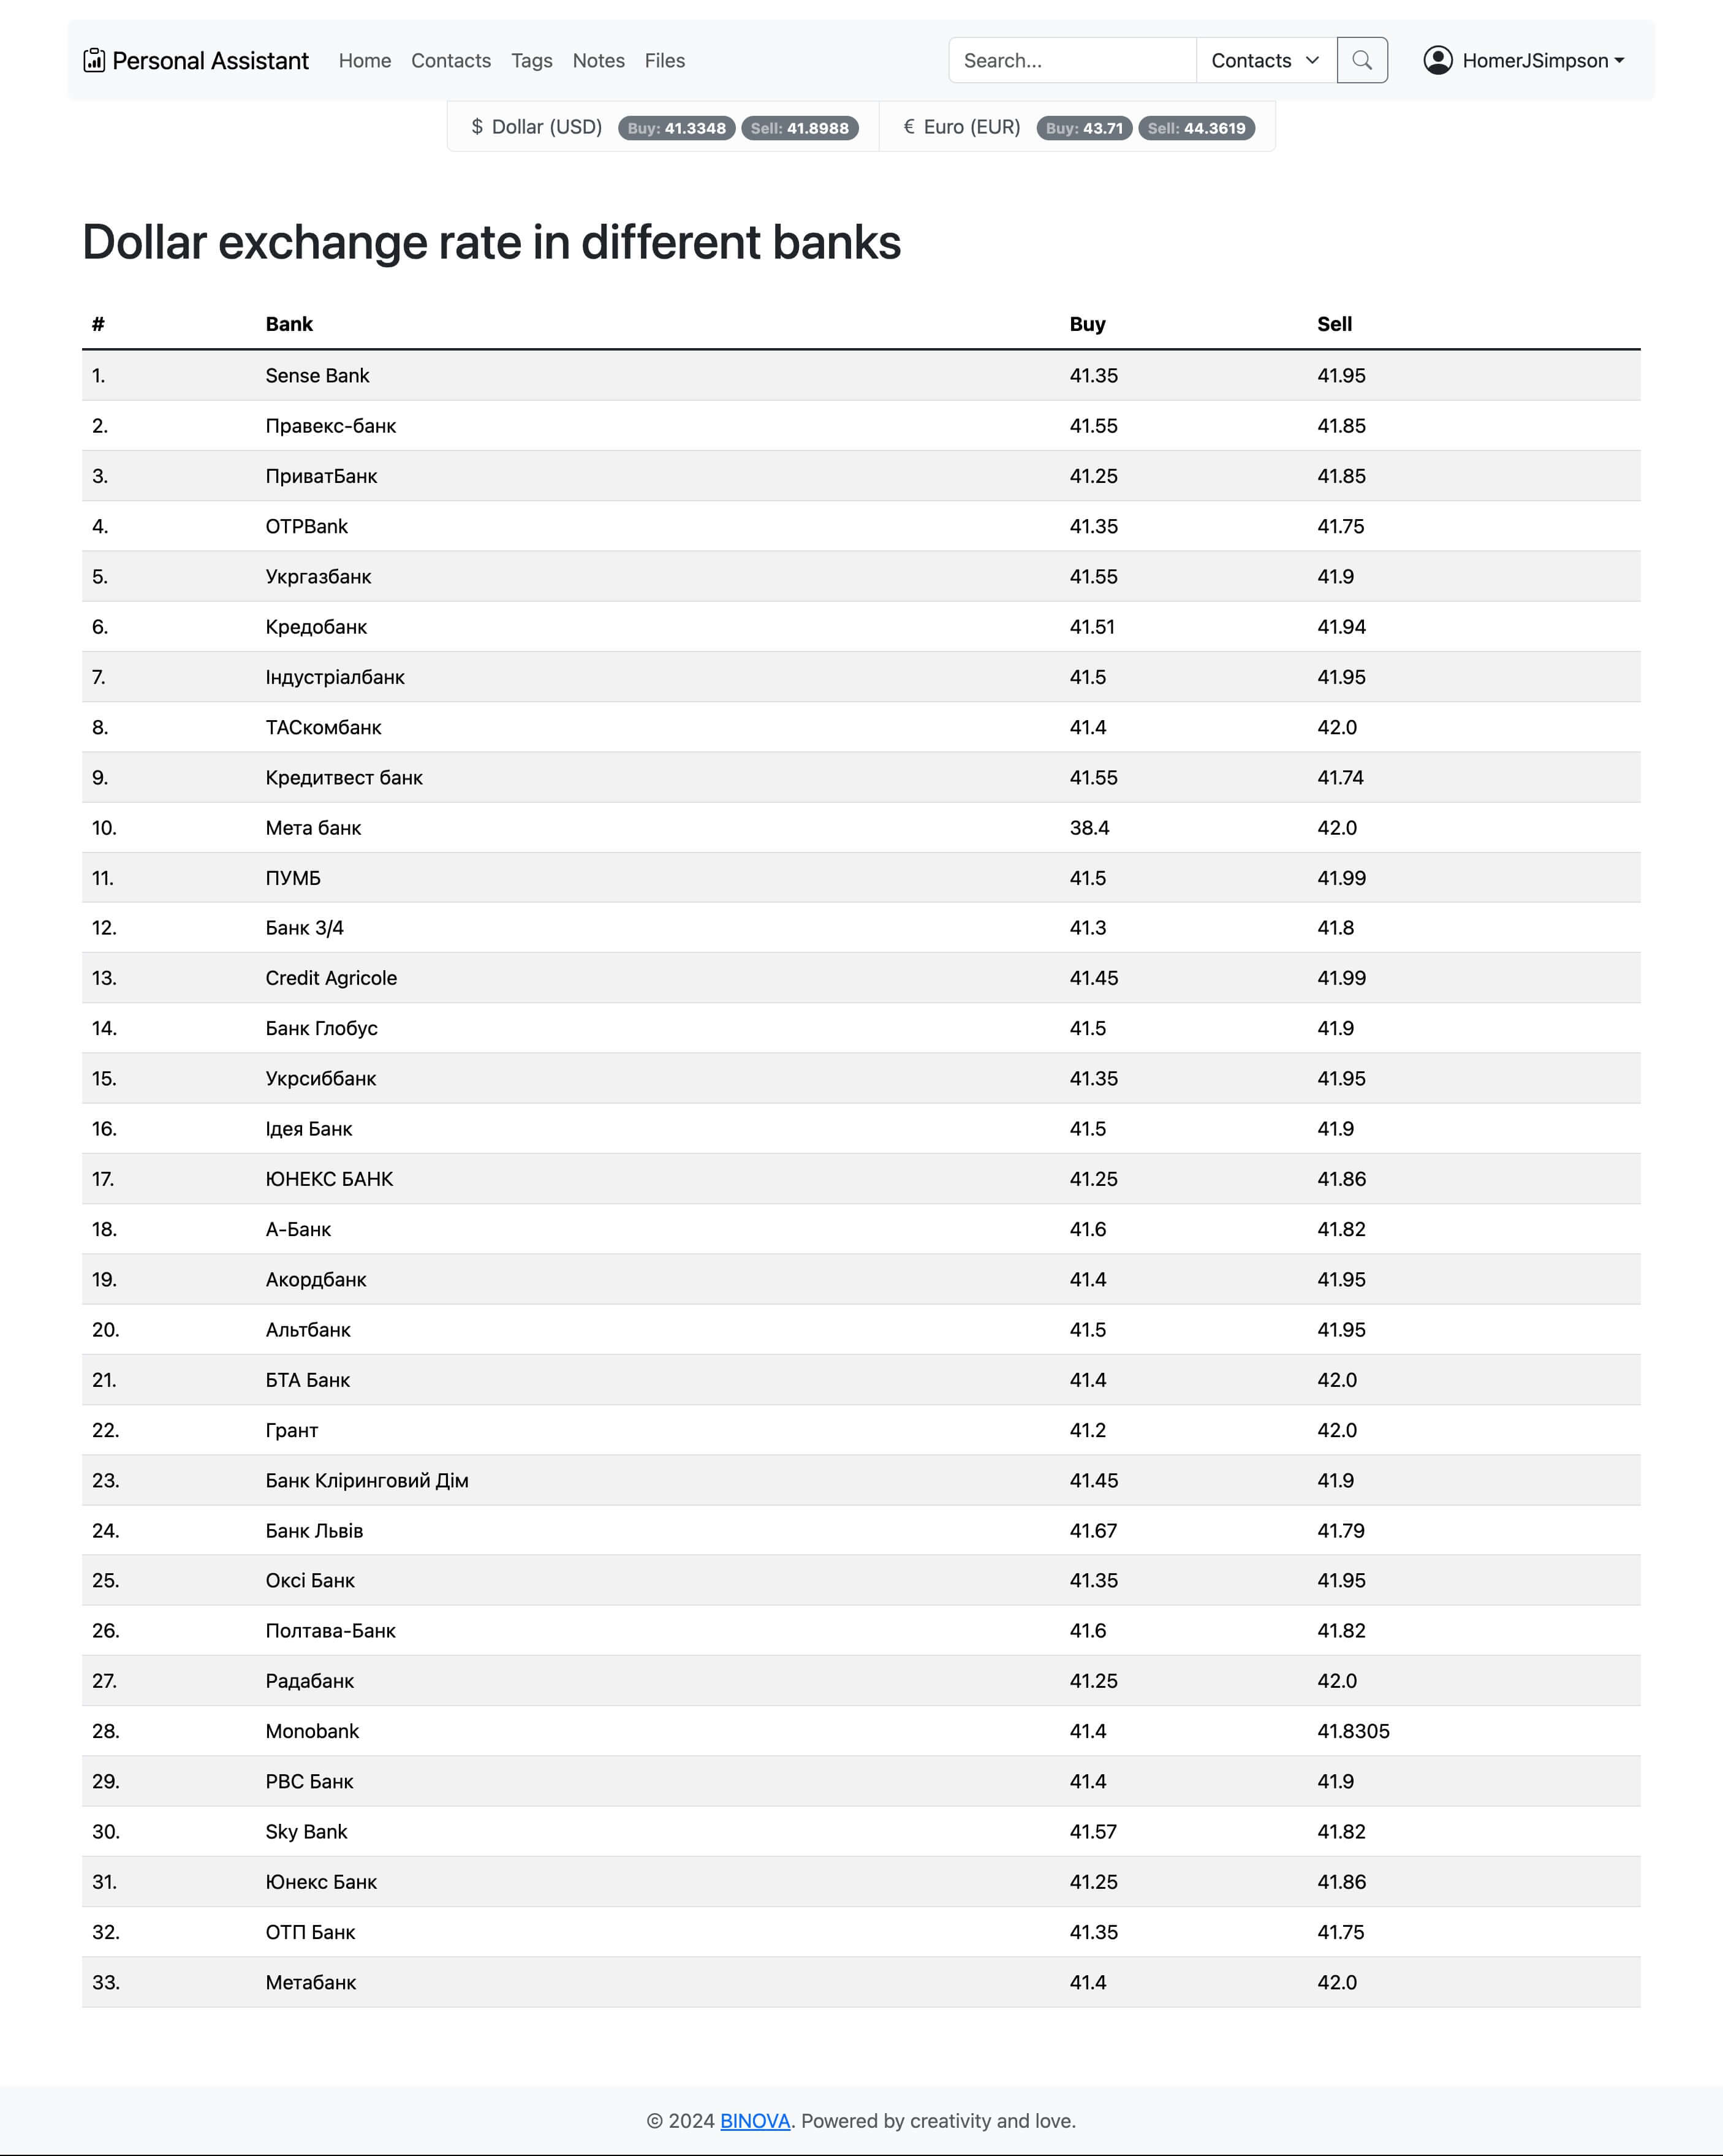 Personal Assistant Home Contacts Tags Notes Files Search... Contacts HomerJSimpson
$ Dollar (USD) Buy: 41.3348 Sell: 41.8988 € Euro (EUR) Buy: 43.71 Sell: 44.3619
Dollar exchange rate in different banks
# Bank Buy Sell
1. Sense Bank 41.35 41.95
2. Правекс-банк 41.55 41.85
3. ПриватБанк 41.25 41.85
4. OTPBank 41.35 41.75
5. Укргазбанк 41.55 41.9
6. Кредобанк 41.51 41.94
7. Індустріалбанк 41.5 41.95
8. ТАСкомбанк 41.4 42.0
9. Кредитвест банк 41.55 41.74
10. Мета банк 38.4 42.0
11. ПУМБ 41.5 41.99
12. Банк 3/4 41.3 41.8
13. Credit Agricole 41.45 41.99
14. Банк Глобус 41.5 41.9
15. Укрсиббанк 41.35 41.95
16. Ідея Банк 41.5 41.9
17. ЮНЕКС БАНК 41.25 41.86
18. А-Банк 41.6 41.82
19. Акордбанк 41.4 41.95
20. Альтбанк 41.5 41.95
21. БТА Банк 41.4 42.0
22. Грант 41.2 42.0
23. Банк Кліринговий Дім 41.45 41.9
24. Банк Львів 41.67 41.79
25. Оксі Банк 41.35 41.95
26. Полтава-Банк 41.6 41.82
27. Радабанк 41.25 42.0
28. Monobank 41.4 41.8305
29. РВС Банк 41.4 41.9
30. Sky Bank 41.57 41.82
31. Юнекс Банк 41.25 41.86
32. ОТП Банк 41.35 41.75
33. Метабанк 41.4 42.0
© 2024 BINOVA. Powered by creativity and love.